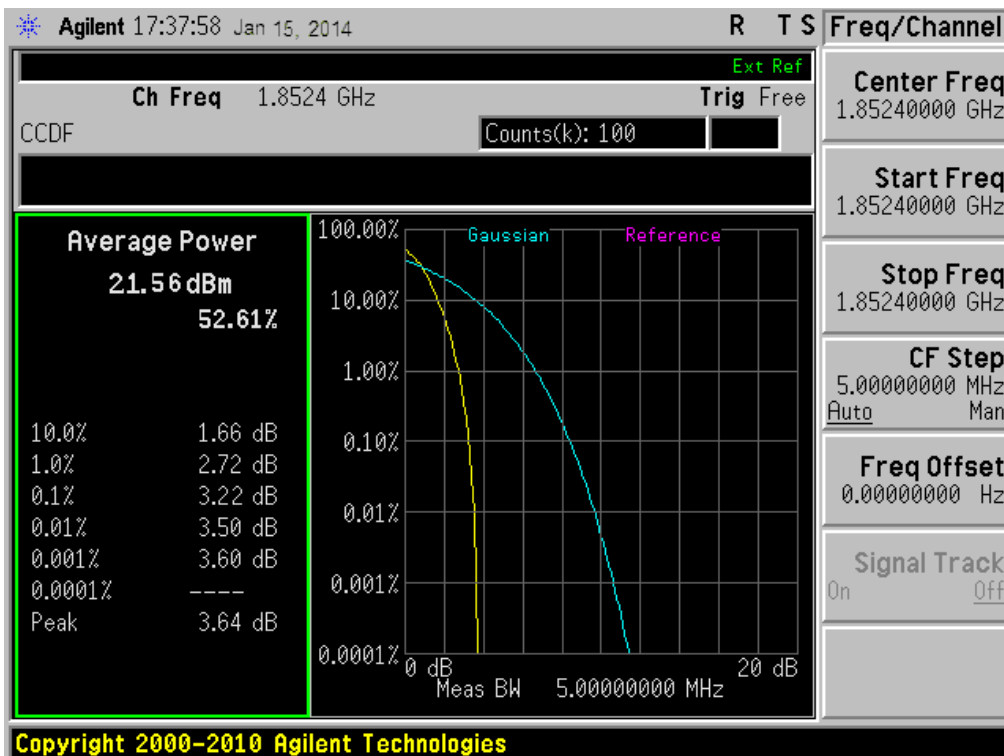 Agilent 17:37:58 Jan 15, 2014 R T S
Ext Ref
Ch Freq 1.8524 GHz Trig Free
CCDF
Counts(k): 100
Average Power
21.56 dBm
52.61%
10.0% 1.66 dB
1.0% 2.72 dB
0.1% 3.22 dB
0.01% 3.50 dB
0.001% 3.60 dB
0.0001% ----
Peak 3.64 dB
Gaussian Reference
100.00%
10.00%
1.00%
0.10%
0.01%
0.001%
0.0001%
0 dB 20 dB
Meas BW 5.00000000 MHz
Freq/Channel
Center Freq
1.85240000 GHz
Start Freq
1.85240000 GHz
Stop Freq
1.85240000 GHz
CF Step
5.00000000 MHz
Auto Man
Freq Offset
0.00000000 Hz
Signal Track
On Off
Copyright 2000-2010 Agilent Technologies